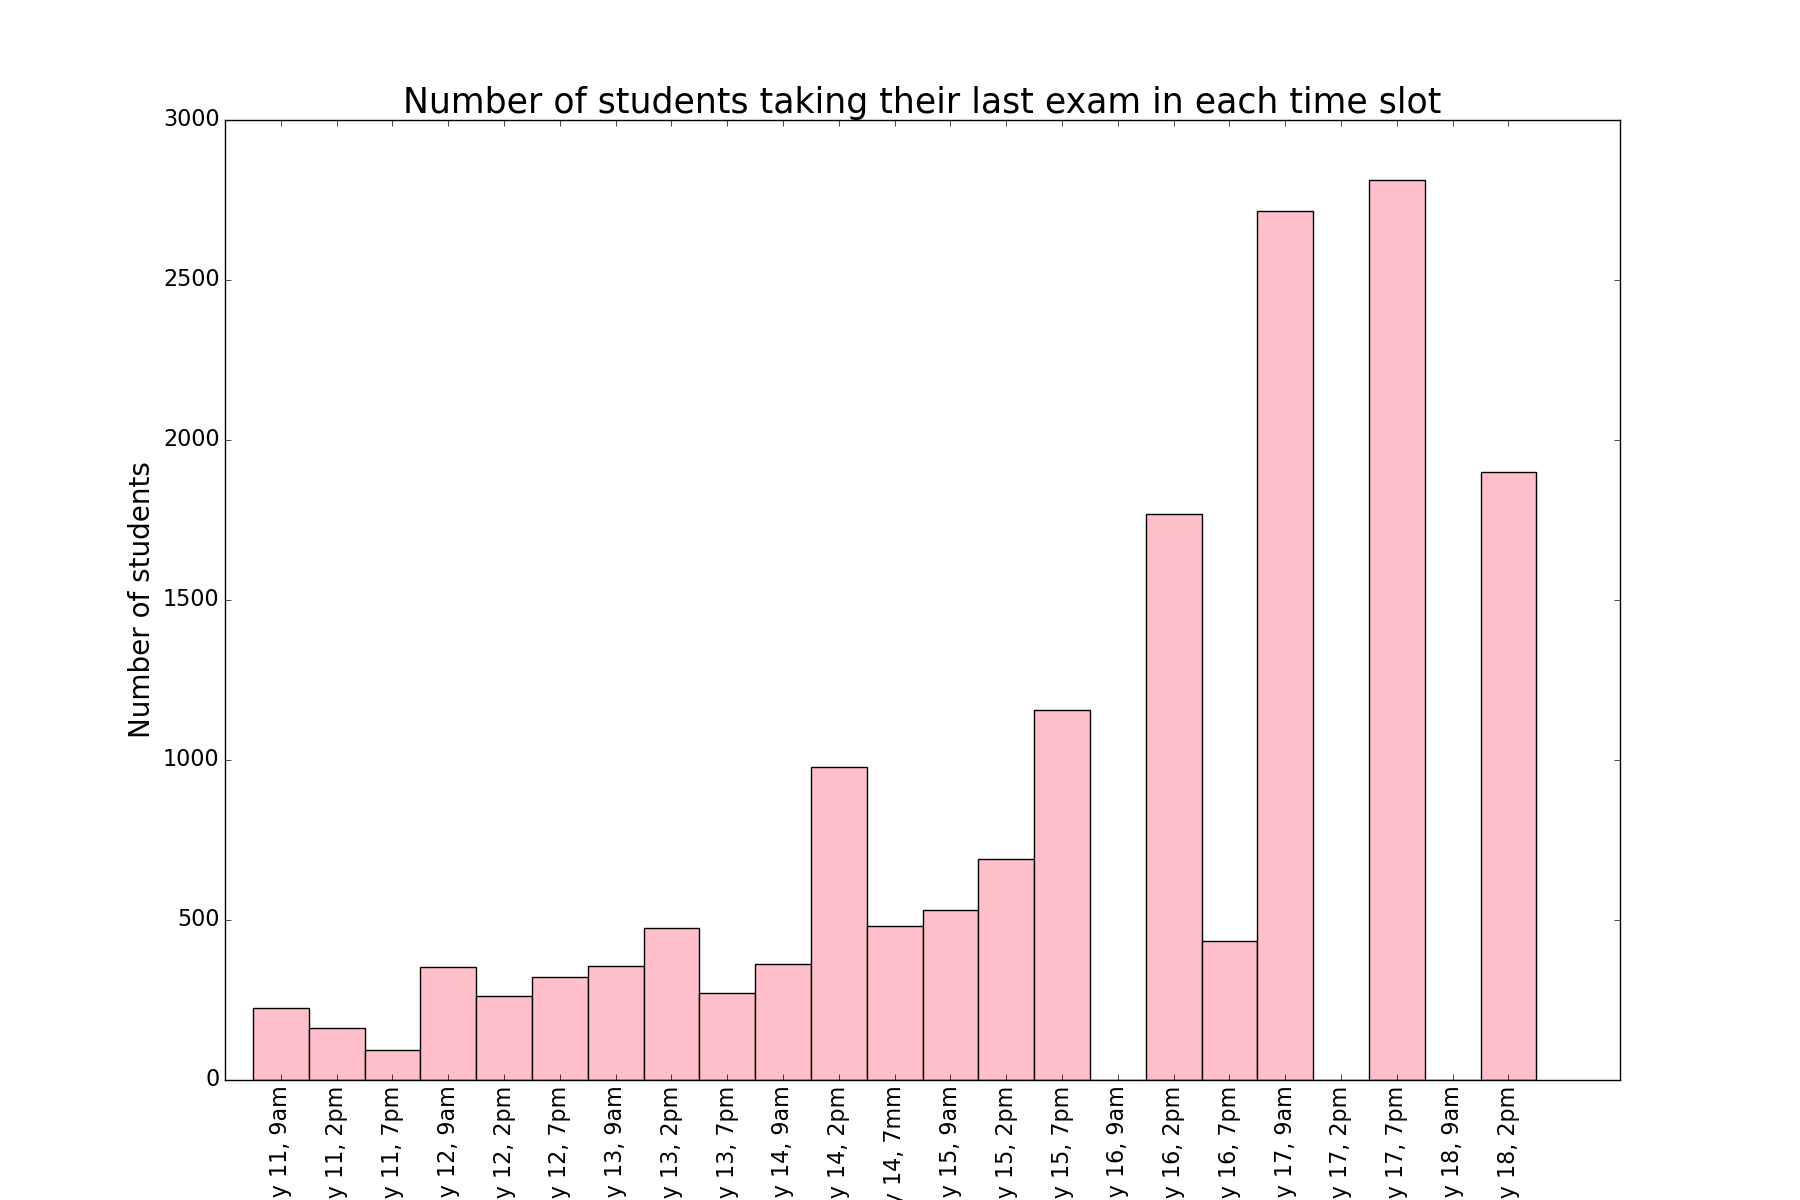 Number of students taking their last exam in each time slot
Number of students
3000
2500
2000
1500
1000
500
0
y 11, 9am
y 11, 2pm
y 11, 7pm
y 12, 9am
y 12, 2pm
y 12, 7pm
y 13, 9am
y 13, 2pm
y 13, 7pm
y 14, 9am
y 14, 2pm
y 14, 7mm
y 15, 9am
y 15, 2pm
y 15, 7pm
y 16, 9am
y 16, 2pm
y 16, 7pm
y 17, 9am
y 17, 2pm
y 17, 7pm
y 18, 9am
y 18, 2pm